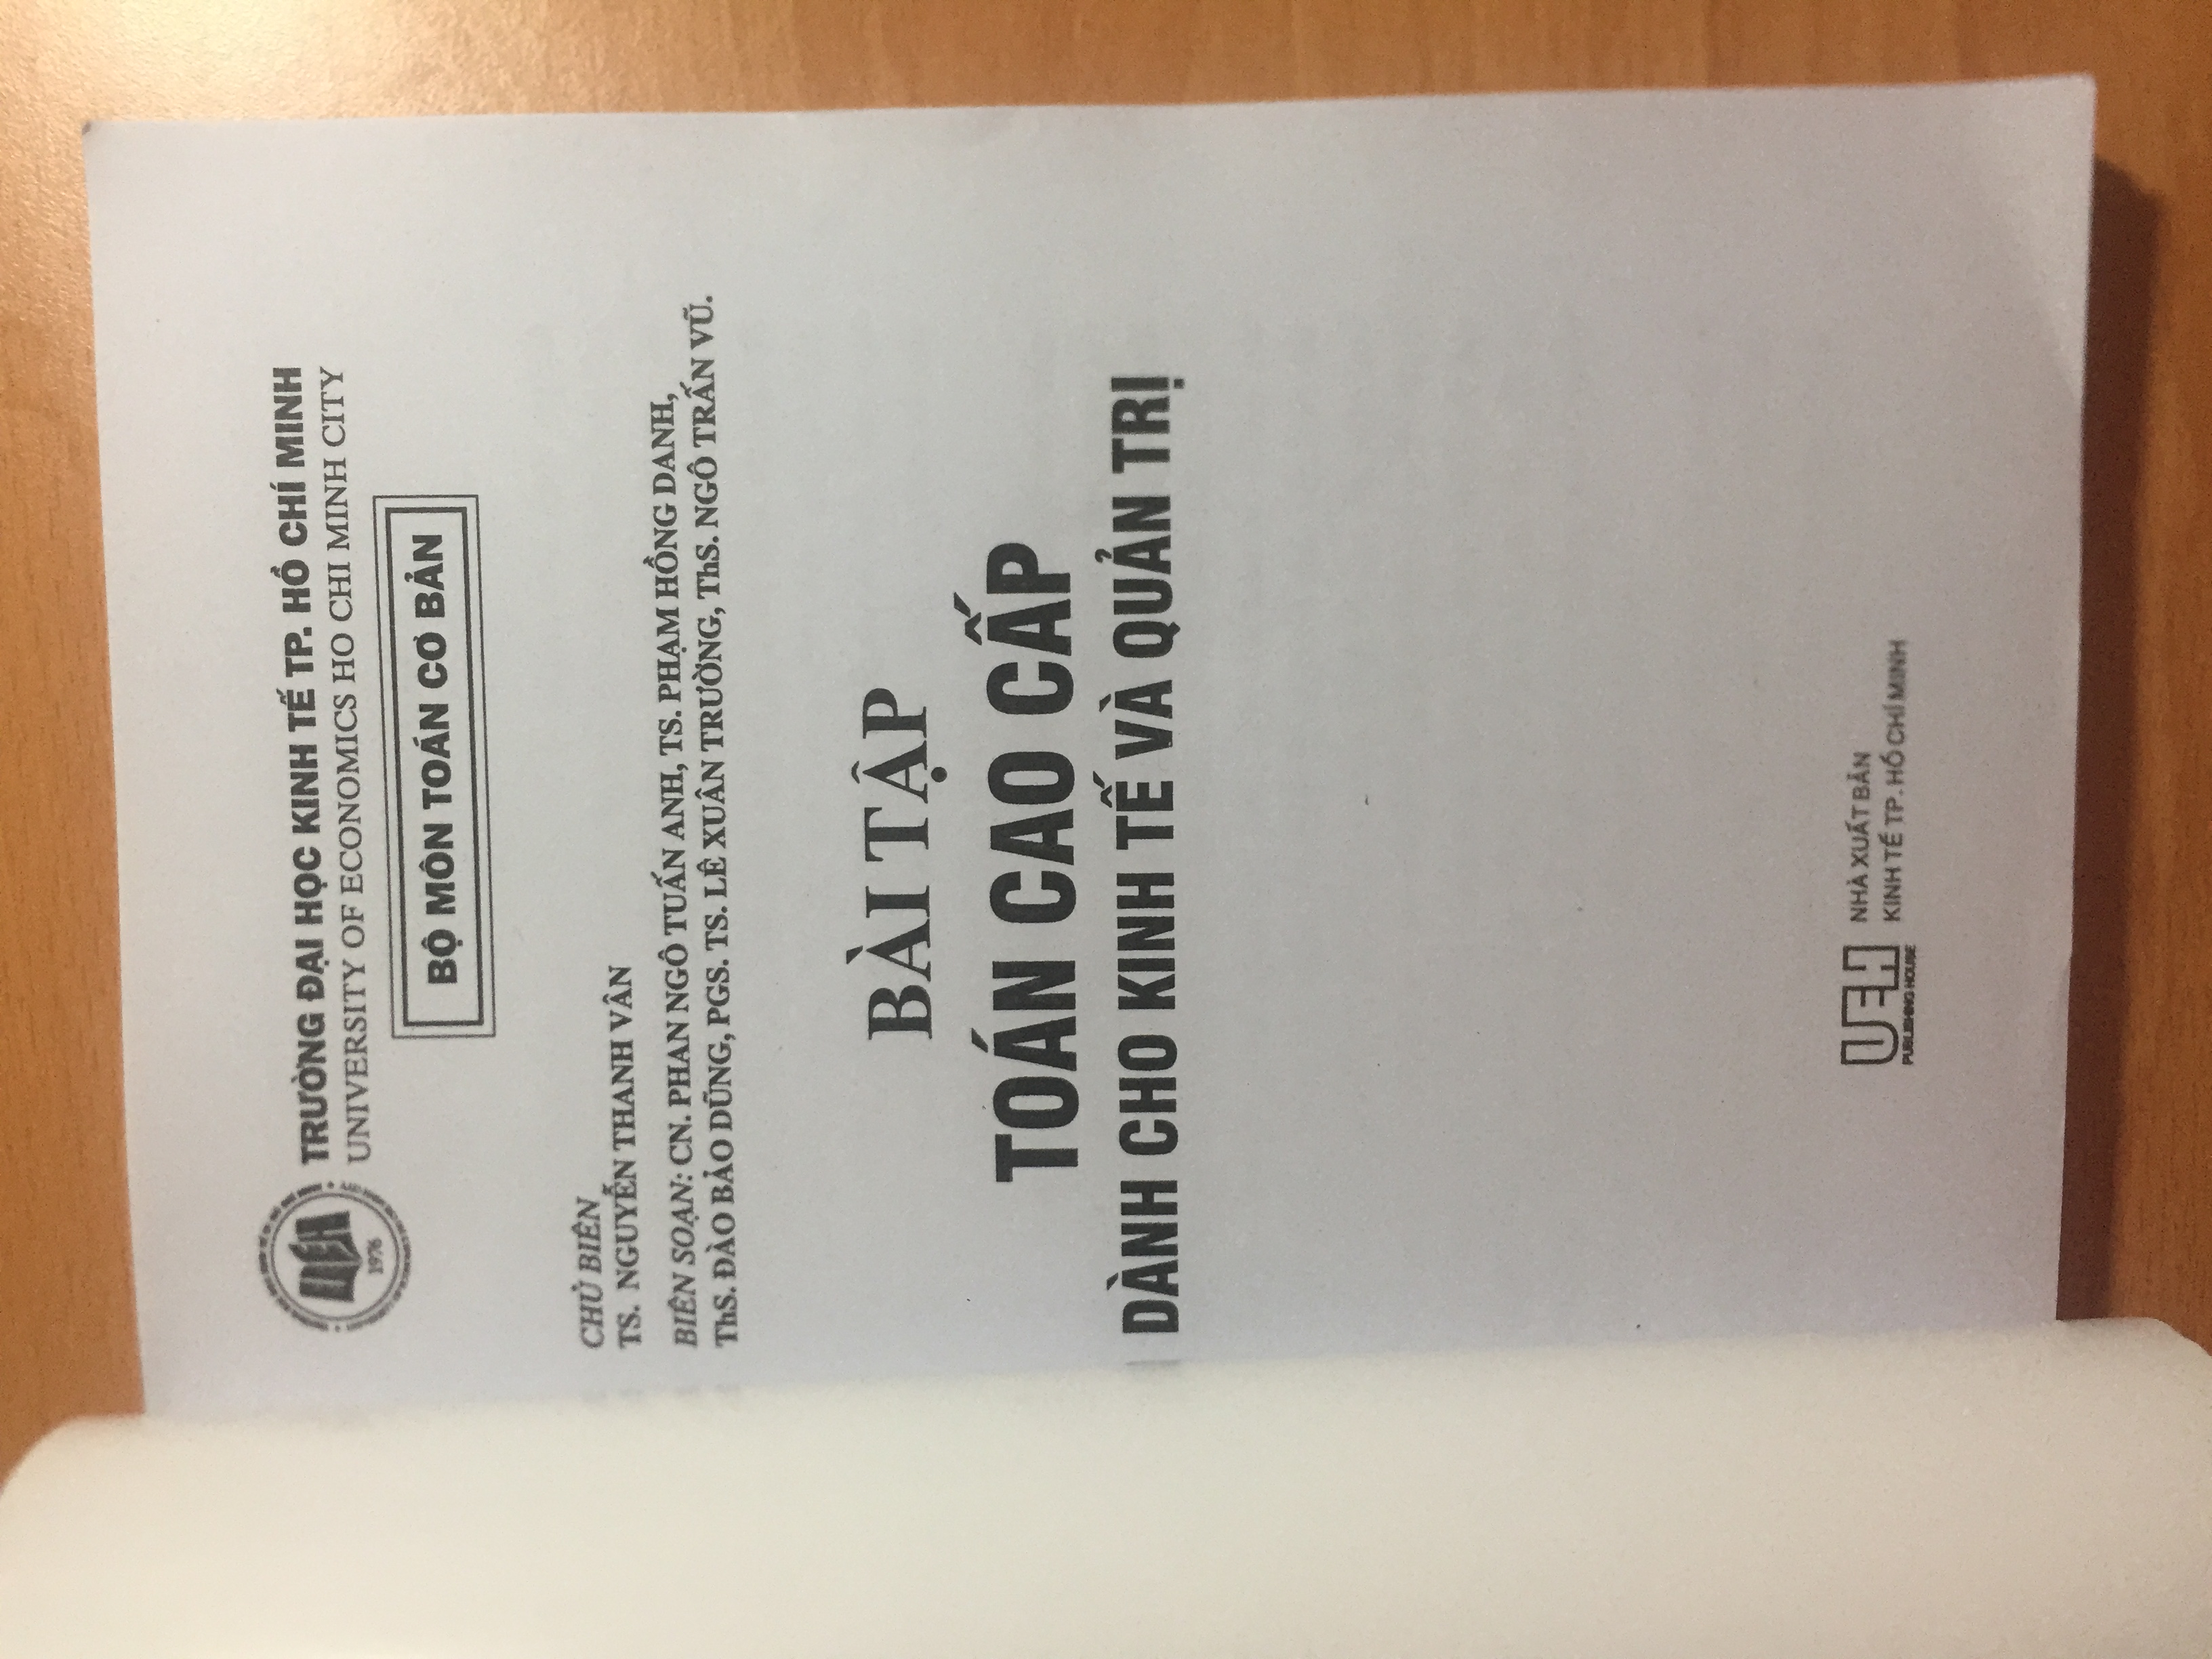 UEH
1976
TRƯỜNG ĐẠI HỌC KINH TẾ TP. HỒ CHÍ MINH
UNIVERSITY OF ECONOMICS HO CHI MINH CITY
BỘ MÔN TOÁN CƠ BẢN
CHỦ BIÊN
TS. NGUYỄN THANH VÂN
BIÊN SOẠN: CN. PHAN NGÔ TUẤN ANH, TS. PHẠM HỒNG DANH,
ThS. ĐÀO BẢO DŨNG, PGS. TS. LÊ XUÂN TRƯỜNG, ThS. NGÔ TRẤN VŨ.
BÀI TẬP
TOÁN CAO CẤP
DÀNH CHO KINH TẾ VÀ QUẢN TRỊ
UEH
PUBLISHING HOUSE
NHÀ XUẤT BẢN
KINH TẾ TP. HỒ CHÍ MINH